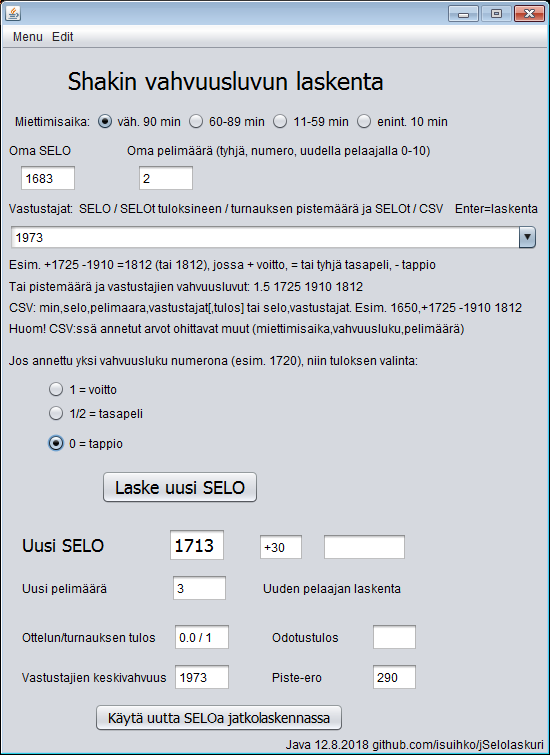 Menu Edit
Shakin vahvuusluvun laskenta
Miettimisaika: väh. 90 min 60-89 min 11-59 min enint. 10 min
Oma SELO Oma pelimäärä (tyhjä, numero, uudella pelaajalla 0-10)
1683 2
Vastustajat: SELO / SELOt tuloksineen / turnauksen pistemäärä ja SELOt / CSV Enter=laskenta
1973
Esim. +1725 -1910 =1812 (tai 1812), jossa + voitto, = tai tyhjä tasapeli, - tappio
Tai pistemäärä ja vastustajien vahvuusluvut: 1.5 1725 1910 1812
CSV: min,selo,pelimaara,vastustajat[,tulos] tai selo,vastustajat. Esim. 1650,+1725 -1910 1812
Huom! CSV:ssä annetut arvot ohittavat muut (miettimisaika,vahvuusluku,pelimäärä)
Jos annettu yksi vahvuusluku numerona (esim. 1720), niin tuloksen valinta:
1 = voitto
1/2 = tasapeli
0 = tappio
Laske uusi SELO
Uusi SELO 1713 +30
Uusi pelimäärä 3 Uuden pelaajan laskenta
Ottelun/turnauksen tulos 0.0 / 1 Odotustulos
Vastustajien keskivahvuus 1973 Piste-ero 290
Käytä uutta SELOa jatkolaskennassa
Java 12.8.2018 github.com/isuihko/jSelolaskuri